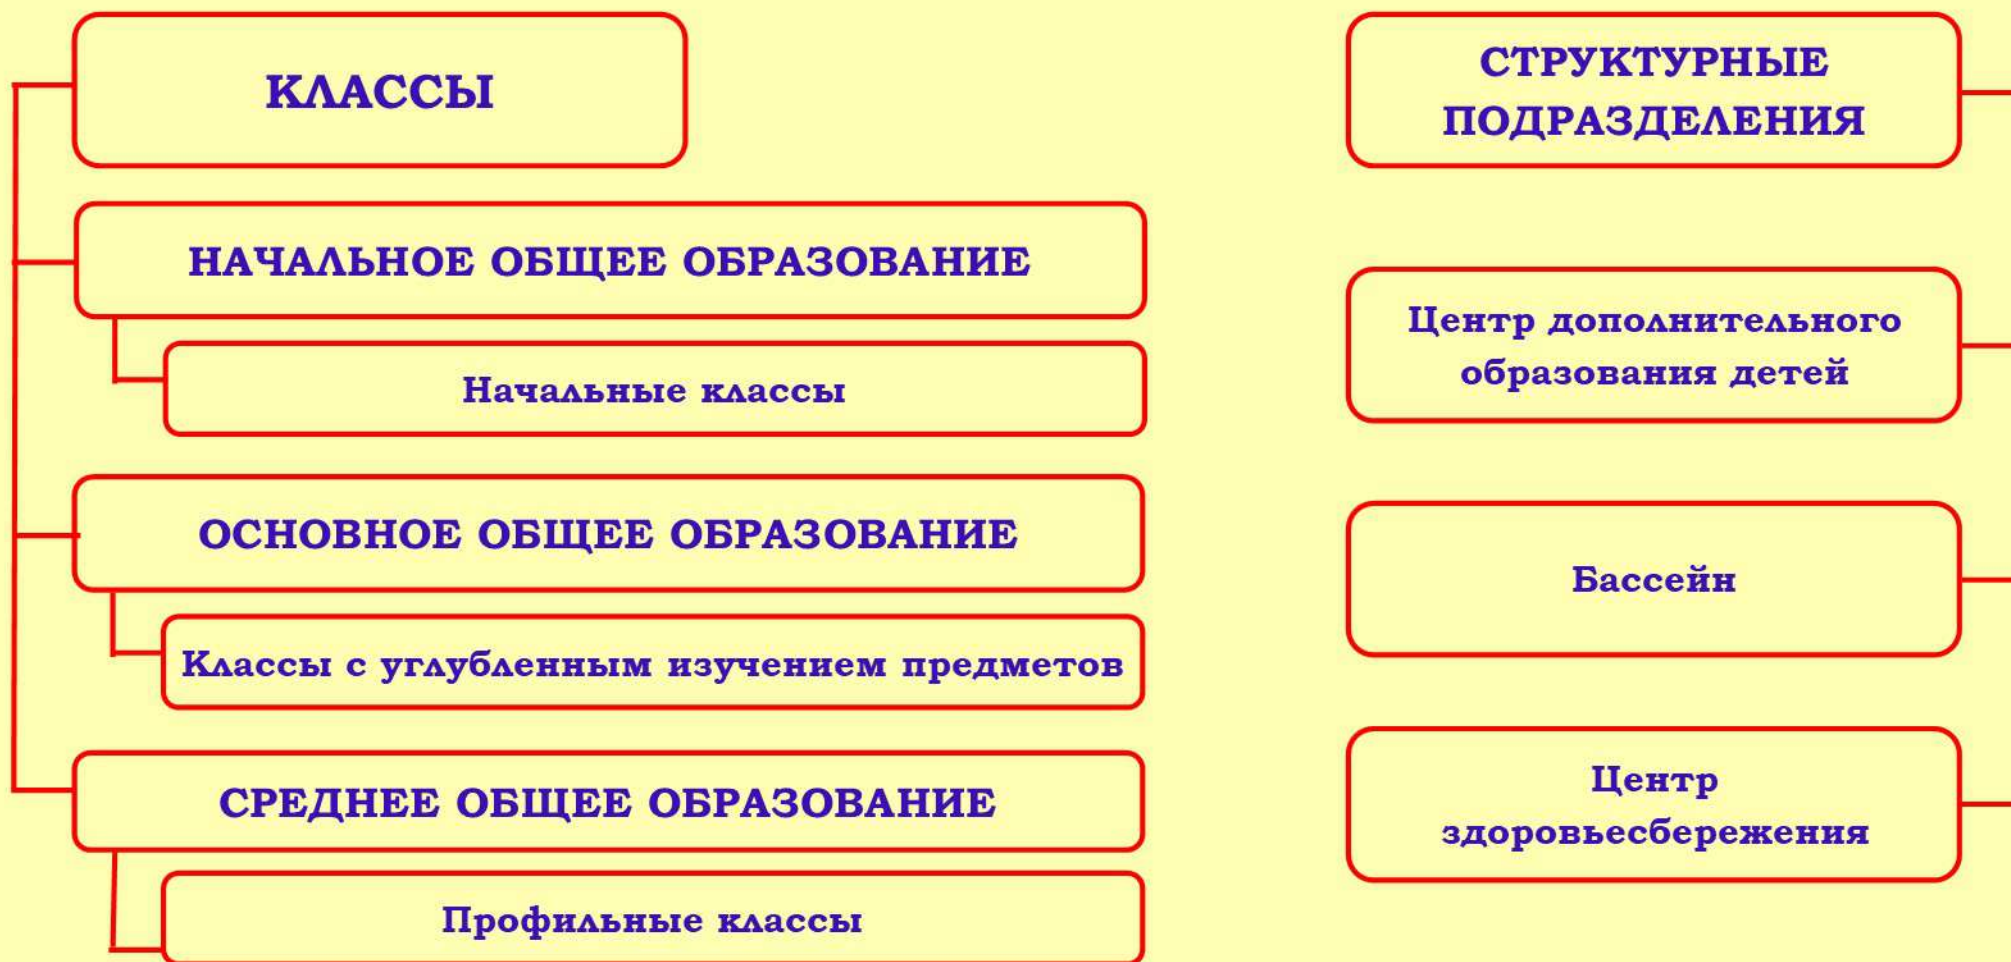 КЛАССЫ
НАЧАЛЬНОЕ ОБЩЕЕ ОБРАЗОВАНИЕ
Начальные классы
ОСНОВНОЕ ОБЩЕЕ ОБРАЗОВАНИЕ
Классы с углубленным изучением предметов
СРЕДНЕЕ ОБЩЕЕ ОБРАЗОВАНИЕ
Профильные классы
СТРУКТУРНЫЕ
ПОДРАЗДЕЛЕНИЯ
Центр дополнительного
образования детей
Бассейн
Центр
здоровьесбережения